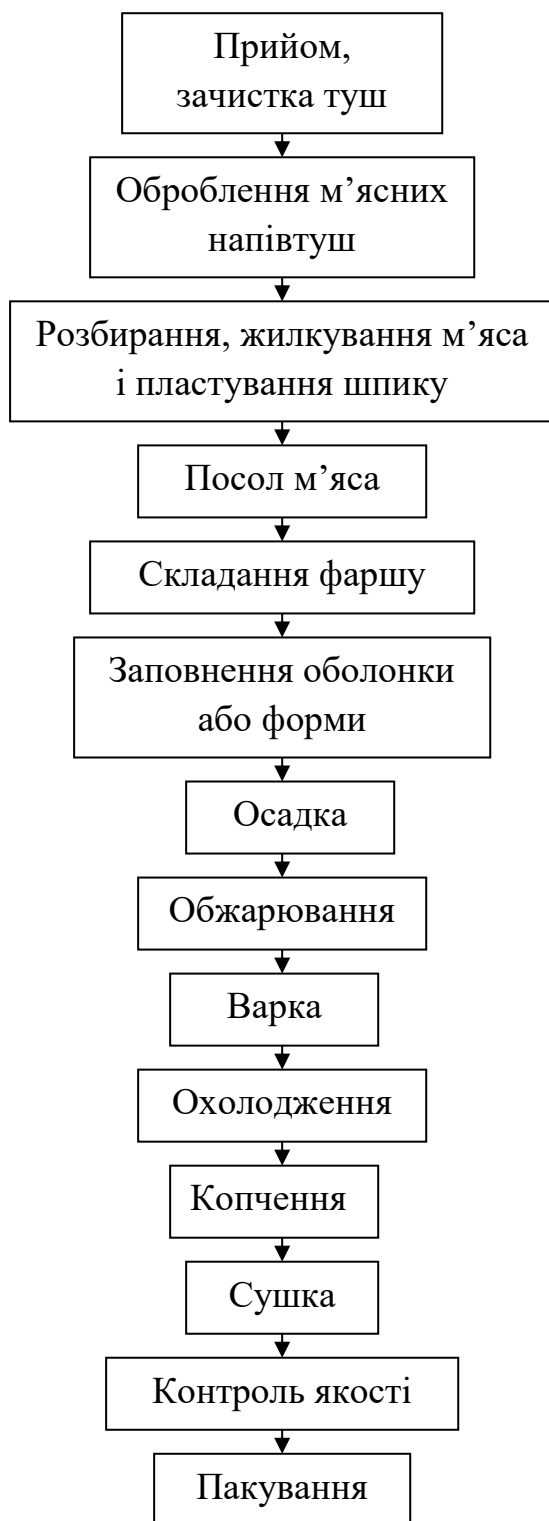 Прийом,
зачистка туш
Оброблення м’ясних
напівтуш
Розбирання, жилкування м’яса
і пластування шпику
Посол м’яса
Складання фаршу
Заповнення оболонки
або форми
Осадка
Обжарювання
Варка
Охолодження
Копчення
Сушка
Контроль якості
Пакування